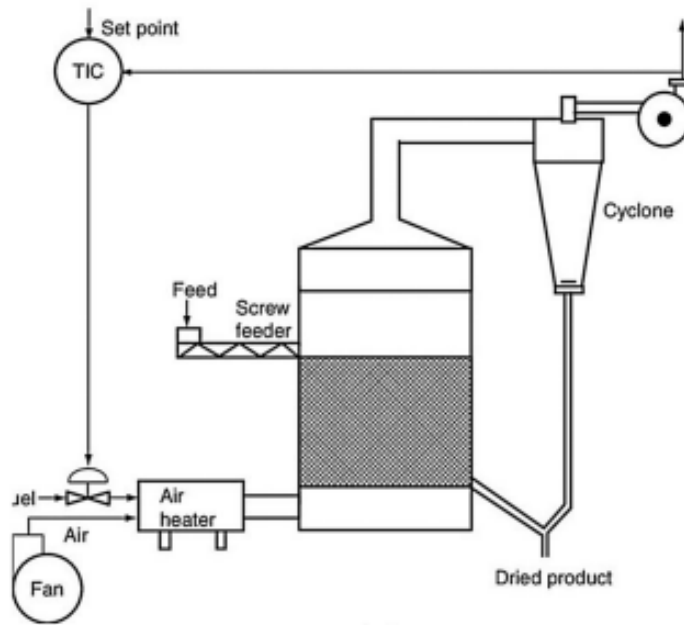 Set point
TIC
Cyclone
Feed
Screw
feeder
uel
Air
heater
Air
Fan
Dried product